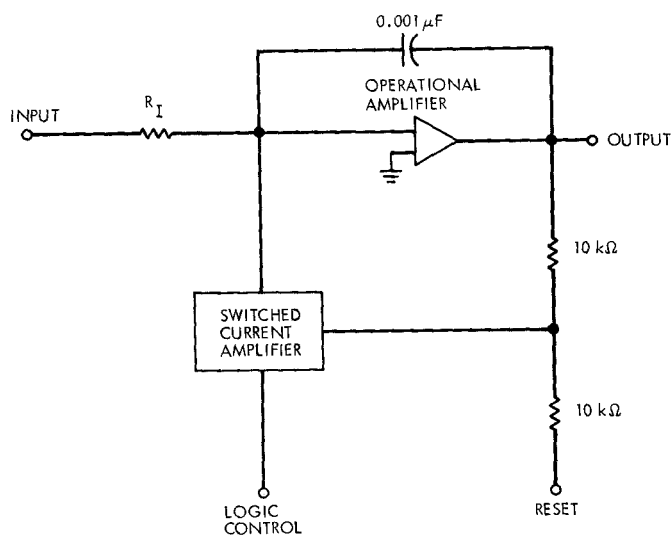 0.001 μF
OPERATIONAL
AMPLIFIER
R_I
INPUT
OUTPUT
10 kΩ
SWITCHED
CURRENT
AMPLIFIER
10 kΩ
LOGIC
CONTROL
RESET